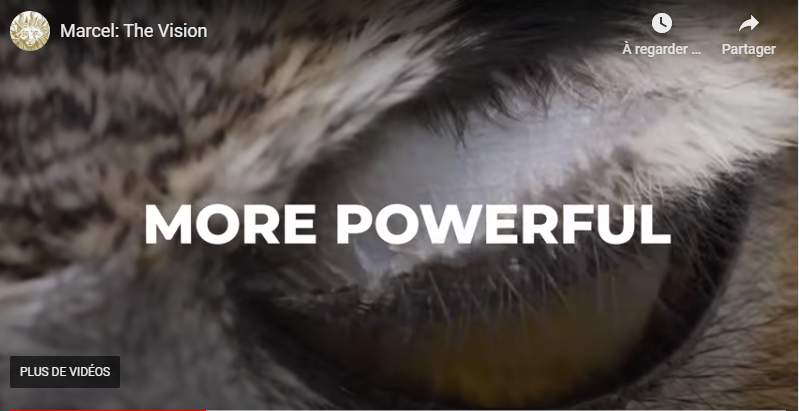 Marcel: The Vision
À regarder ...
Partager
MORE POWERFUL
PLUS DE VIDÉOS